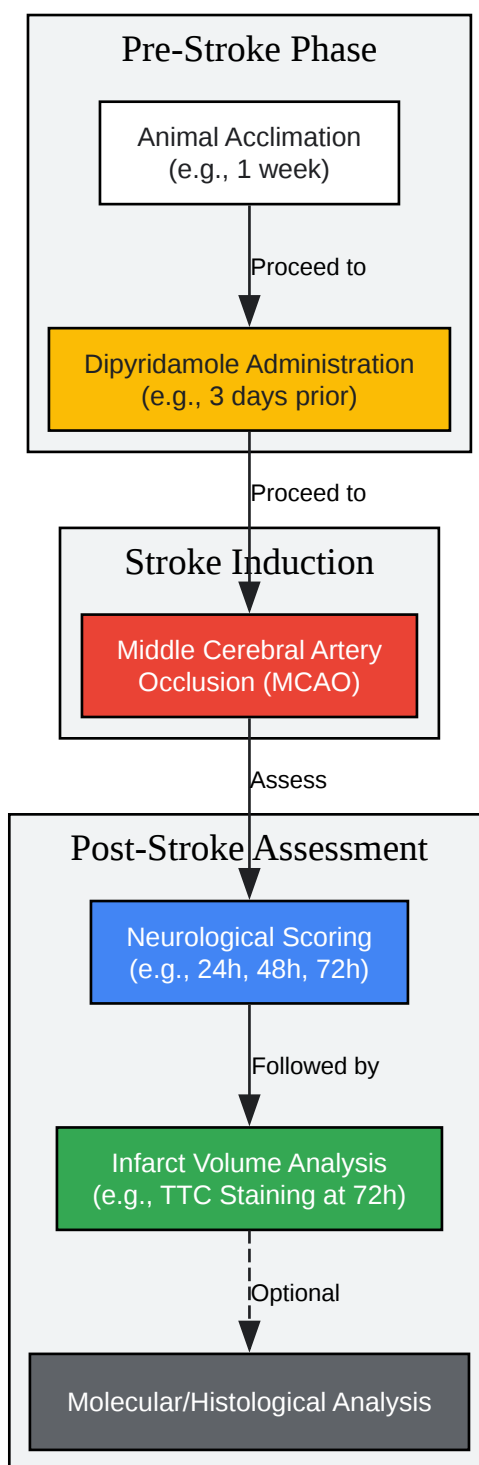 Pre-Stroke Phase
Animal Acclimation
(e.g., 1 week)
Proceed to
Dipyridamole Administration
(e.g., 3 days prior)
Proceed to
Stroke Induction
Middle Cerebral Artery
Occlusion (MCAO)
Assess
Post-Stroke Assessment
Neurological Scoring
(e.g., 24h, 48h, 72h)
Followed by
Infarct Volume Analysis
(e.g., TTC Staining at 72h)
Optional
Molecular/Histological Analysis